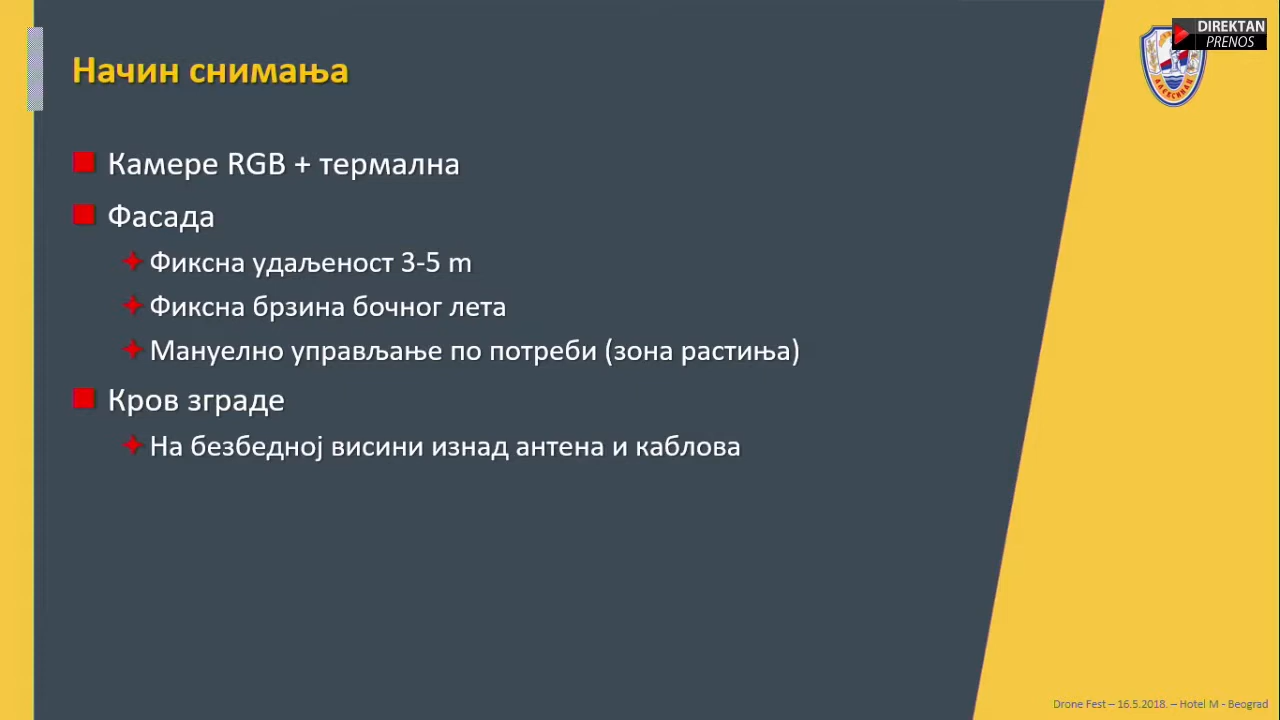 Начин снимања
DIREKTAN
PRENOS
Камере RGB + термална
Фасада
Фиксна удаљеност 3-5 m
Фиксна брзина бочног лета
Мануелно управљање по потреби (зона растиња)
Кров зграде
На безбедној висини изнад антена и каблова
Drone Fest – 16.5.2018. – Hotel M - Beograd